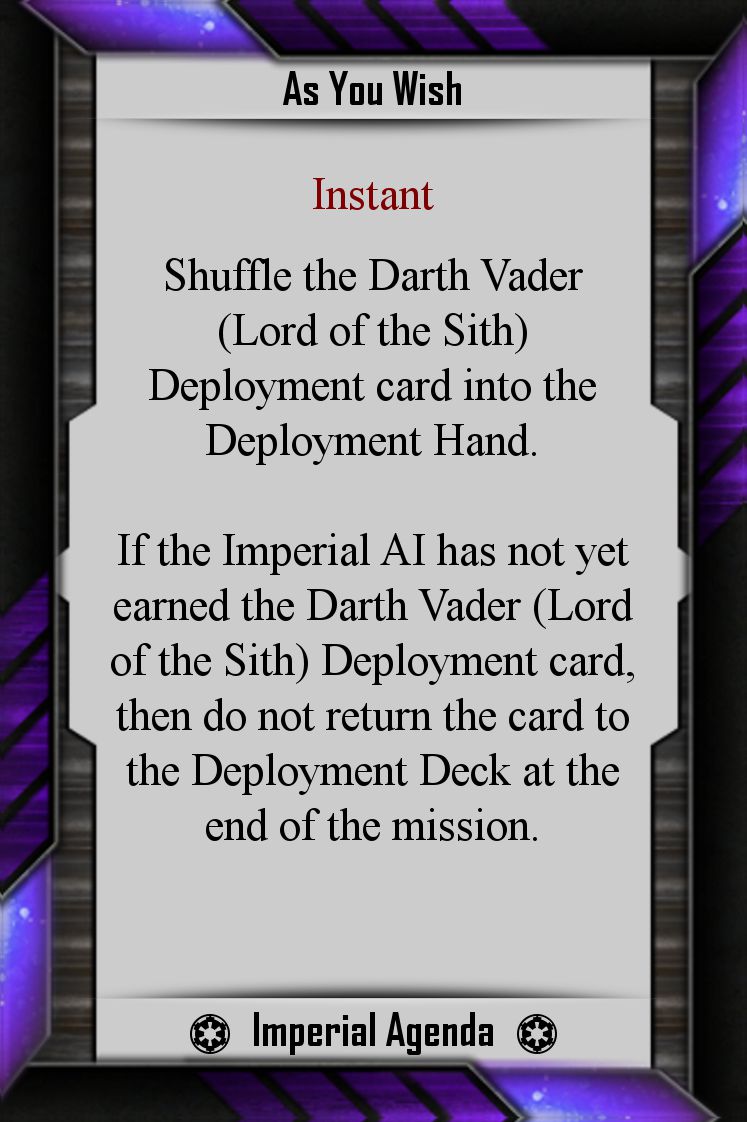 As You Wish
Instant
Shuffle the Darth Vader
(Lord of the Sith)
Deployment card into the
Deployment Hand.
If the Imperial AI has not yet
earned the Darth Vader (Lord
of the Sith) Deployment card,
then do not return the card to
the Deployment Deck at the
end of the mission.
Imperial Agenda